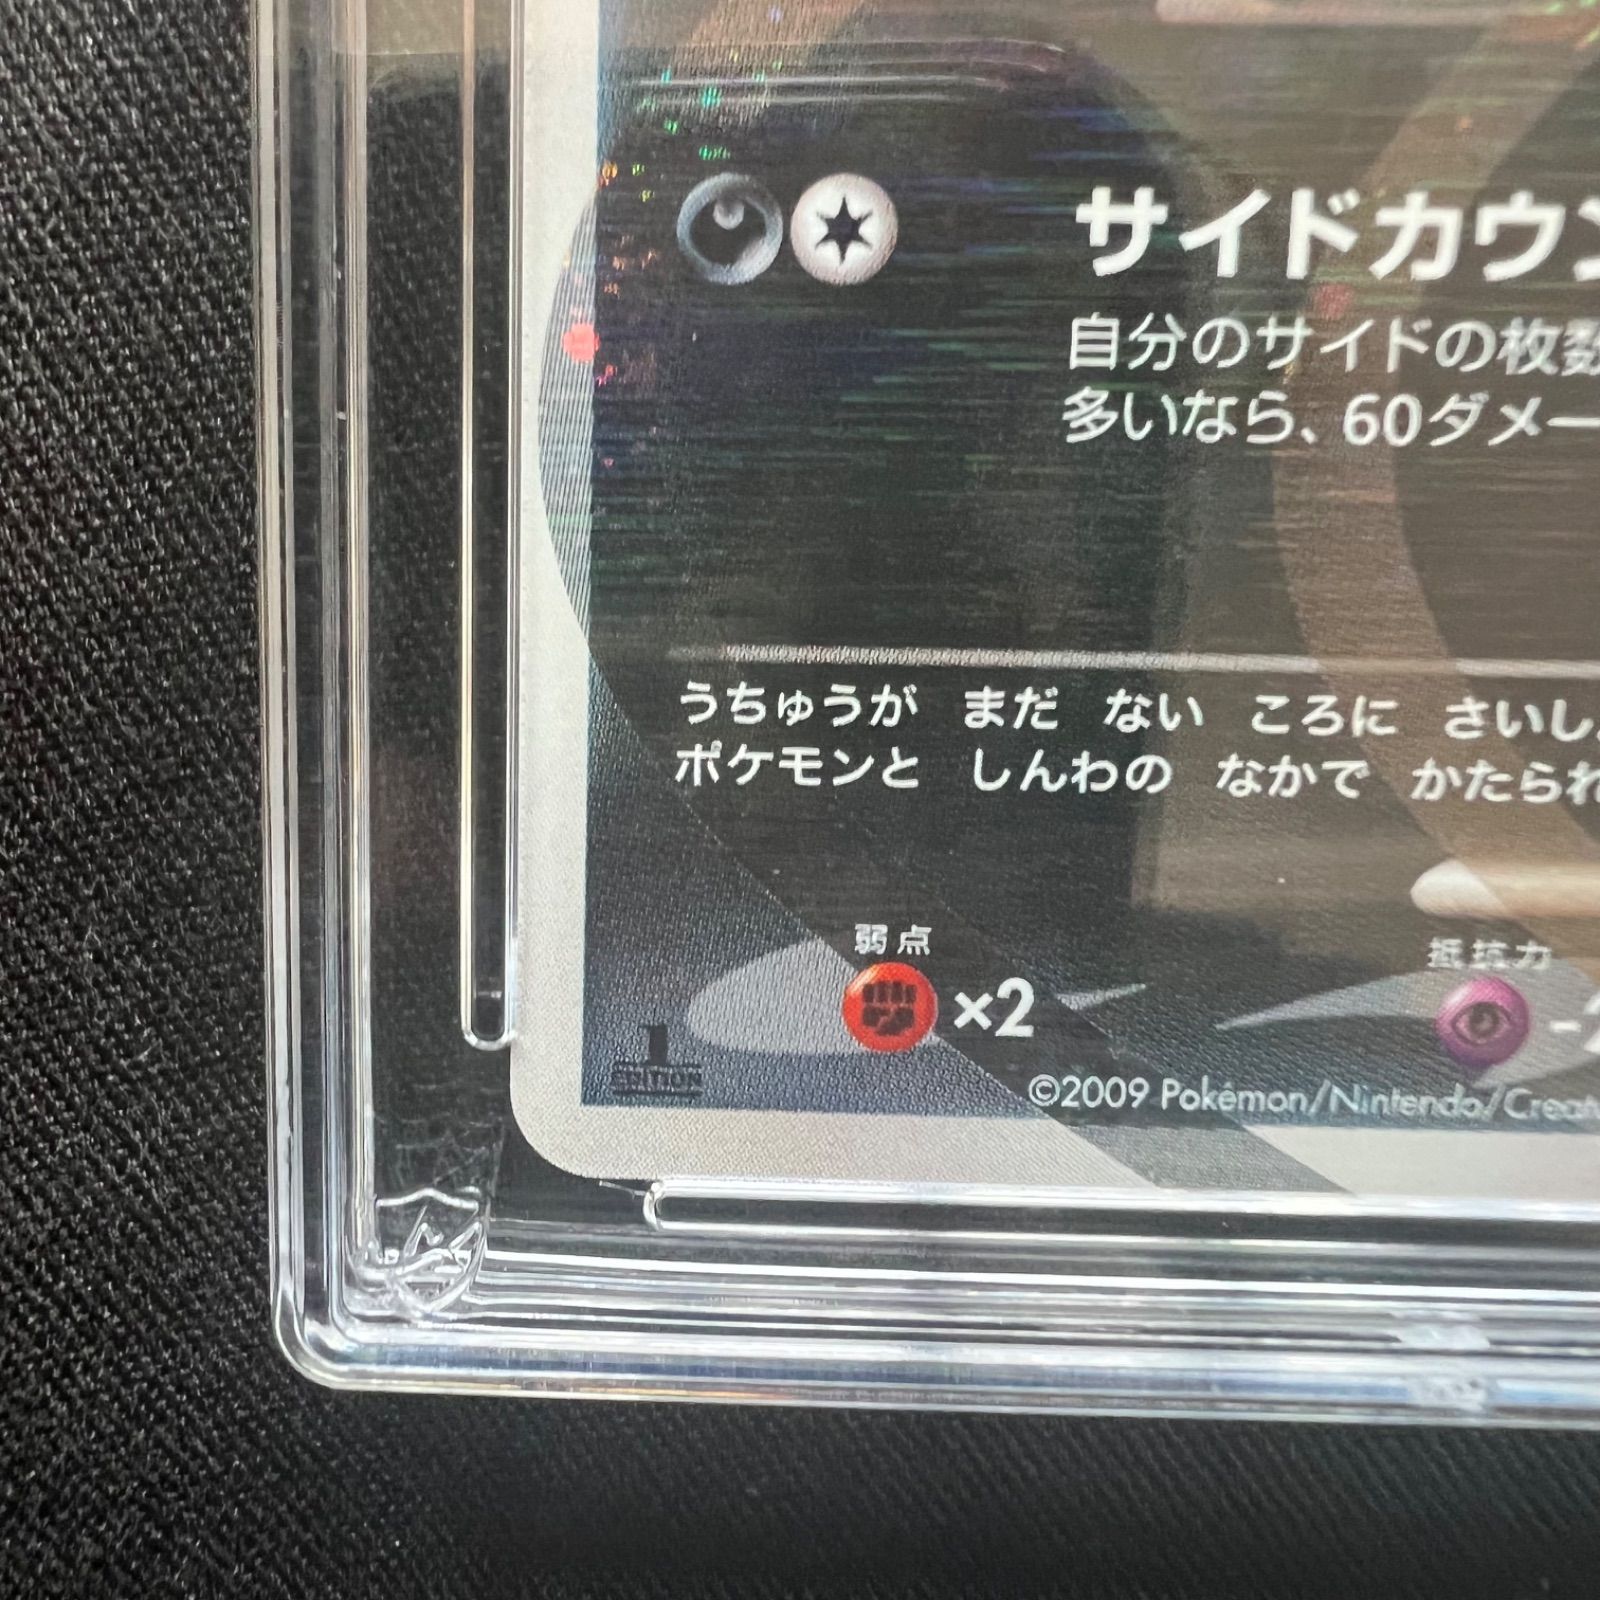 サイドカウン
自分のサイドの枚数
多いなら、60ダメー
うちゅうが まだ ない ころに さいし
ポケモンと しんわの なかで かたられ
弱点 抵抗力
×2 -2
1
EDITION
©2009 Pokémon/Nintendo/Creat